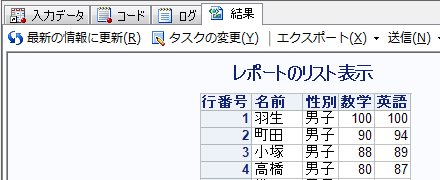 入力データ コード ログ 結果
最新の情報に更新(R) タスクの変更(Y) エクスポート(X) 送信(N)
レポートのリスト表示
行番号 名前 性別 数学 英語
1 羽生 男子 100 100
2 町田 男子 90 94
3 小塚 男子 88 89
4 高橋 男子 80 87